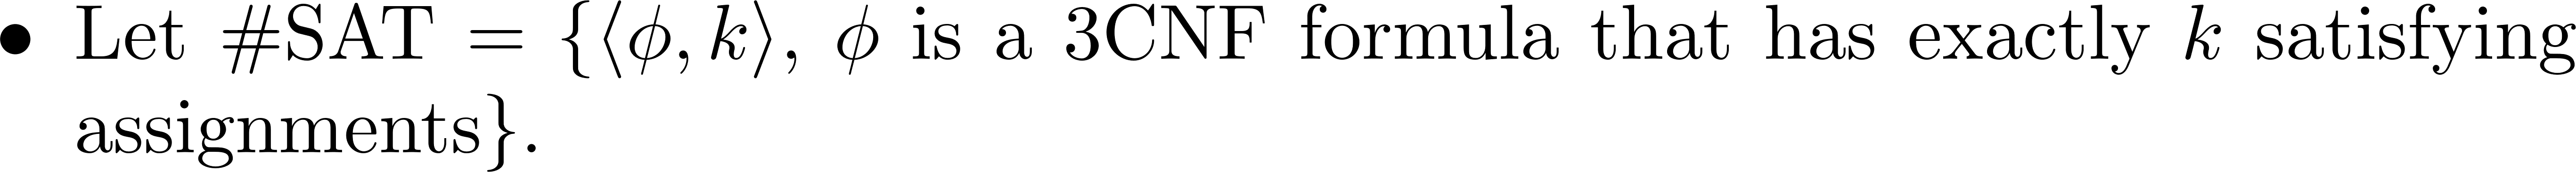 • Let #SAT = {⟨ϕ, k⟩, ϕ is a 3CNF formula that has exactly k satisfying
assignments}.